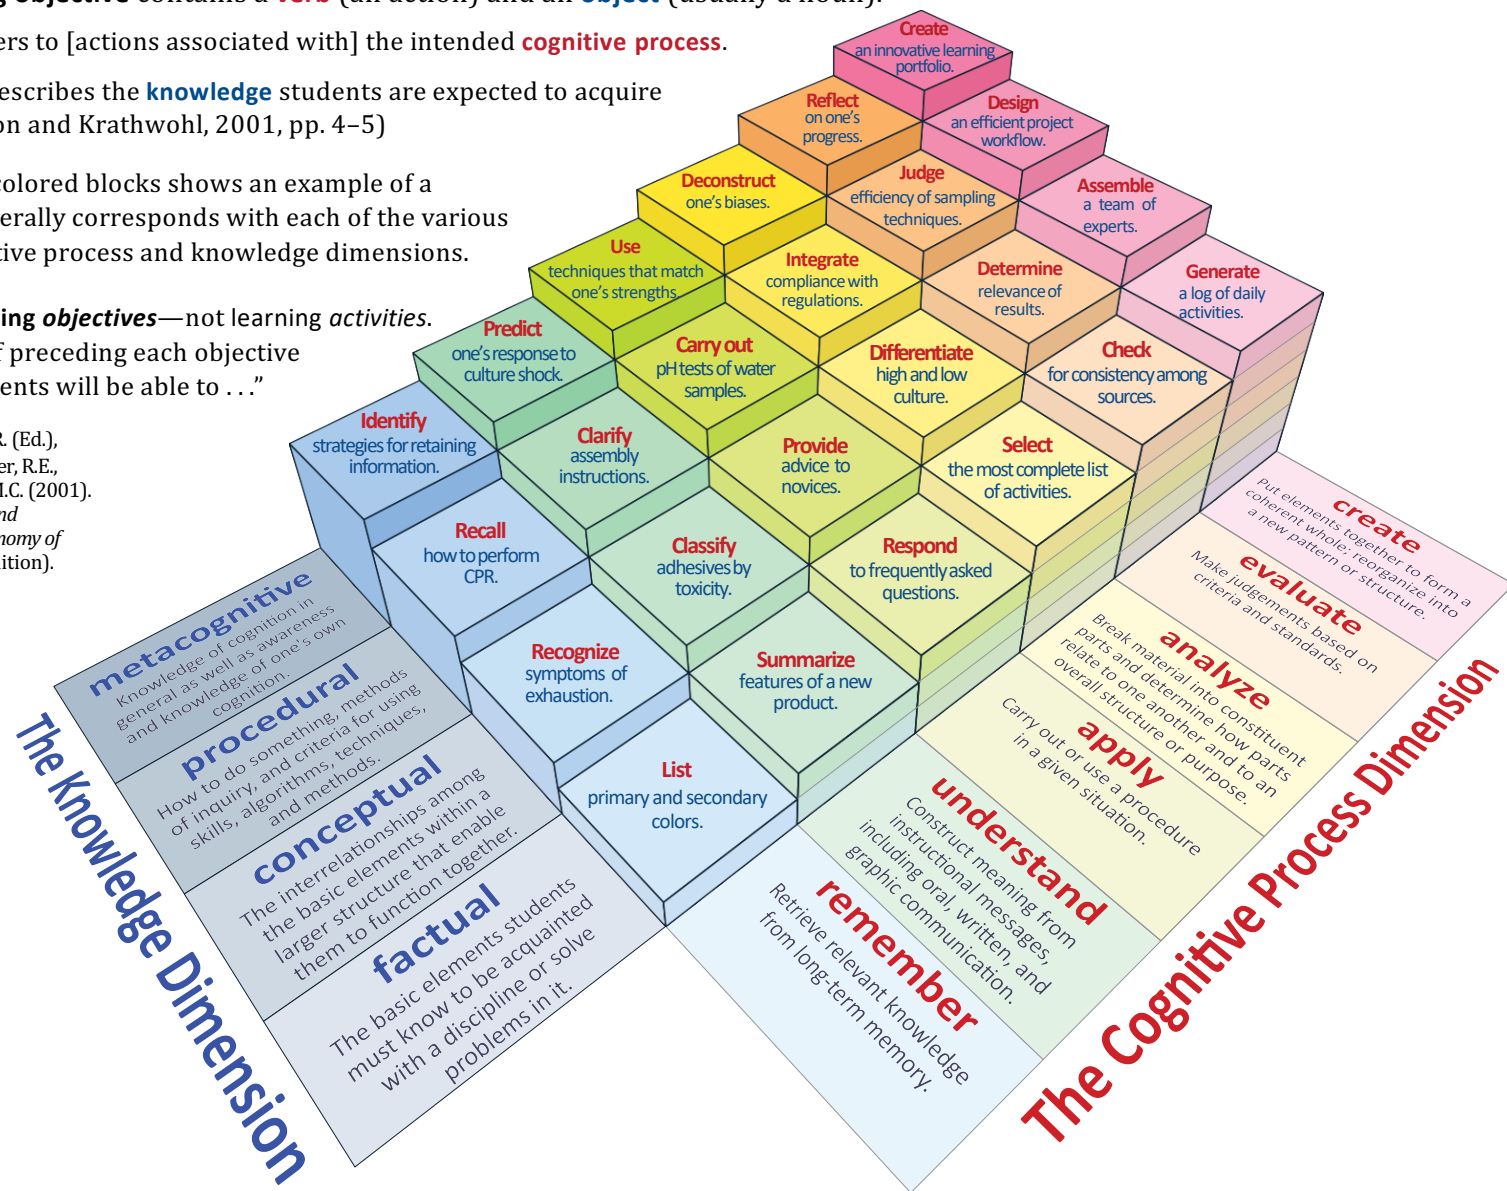 objective contains a verb (an action) and an object (usually a noun).
ers to [actions associated with] the intended cognitive process.
escribes the knowledge students are expected to acquire
on and Krathwohl, 2001, pp. 4–5)
colored blocks shows an example of a
erally corresponds with each of the various
tive process and knowledge dimensions.
ing objectives—not learning activities.
f preceding each objective
ents will be able to . . .”
R. (Ed.),
er, R.E.,
M.C. (2001).
nd
nomy of
ition).
Create
an innovative learning
portfolio.
Reflect
on one’s
progress.
Design
an efficient project
workflow.
Deconstruct
one’s biases.
Judge
efficiency of sampling
techniques.
Assemble
a team of
experts.
Use
techniques that match
one’s strengths.
Integrate
compliance with
regulations.
Determine
relevance of
results.
Generate
a log of daily
activities.
Predict
one’s response to
culture shock.
Carry out
pH tests of water
samples.
Differentiate
high and low
culture.
Check
for consistency among
sources.
Identify
strategies for retaining
information.
Clarify
assembly
instructions.
Provide
advice to
novices.
Select
the most complete list
of activities.
Recall
how to perform
CPR.
Classify
adhesives by
toxicity.
Respond
to frequently asked
questions.
Recognize
symptoms of
exhaustion.
Summarize
features of a new
product.
List
primary and secondary
colors.
metacognitive
Knowledge of cognition in
general as well as awareness
and knowledge of one's own
cognition.
procedural
How to do something, methods
of inquiry, and criteria for using
skills, algorithms, techniques,
and methods.
conceptual
The interrelationships among
the basic elements within a
larger structure that enable
them to function together.
factual
The basic elements students
must know to be acquainted
with a discipline or solve
problems in it.
The Knowledge Dimension
create
Put elements together to form a
coherent whole; reorganize into
a new pattern or structure.
evaluate
Make judgements based on
criteria and standards.
analyze
Break material into constituent
parts and determine how parts
relate to one another and to an
overall structure or purpose.
apply
Carry out or use a procedure
in a given situation.
understand
Construct meaning from
instructional messages,
including oral, written, and
graphic communication.
remember
Retrieve relevant knowledge
from long-term memory.
The Cognitive Process Dimension